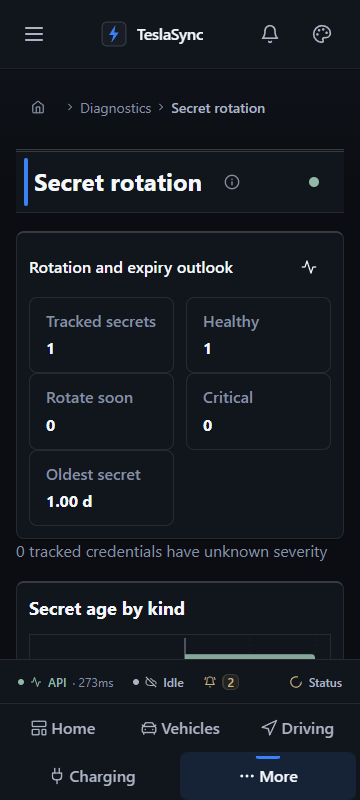 TeslaSync
Diagnostics
Secret rotation
Secret rotation
Rotation and expiry outlook
Tracked secrets
1
Healthy
1
Rotate soon
0
Critical
0
Oldest secret
1.00 d
0 tracked credentials have unknown severity
Secret age by kind
API · 273ms
Idle
2
Status
Home
Vehicles
Driving
Charging
More